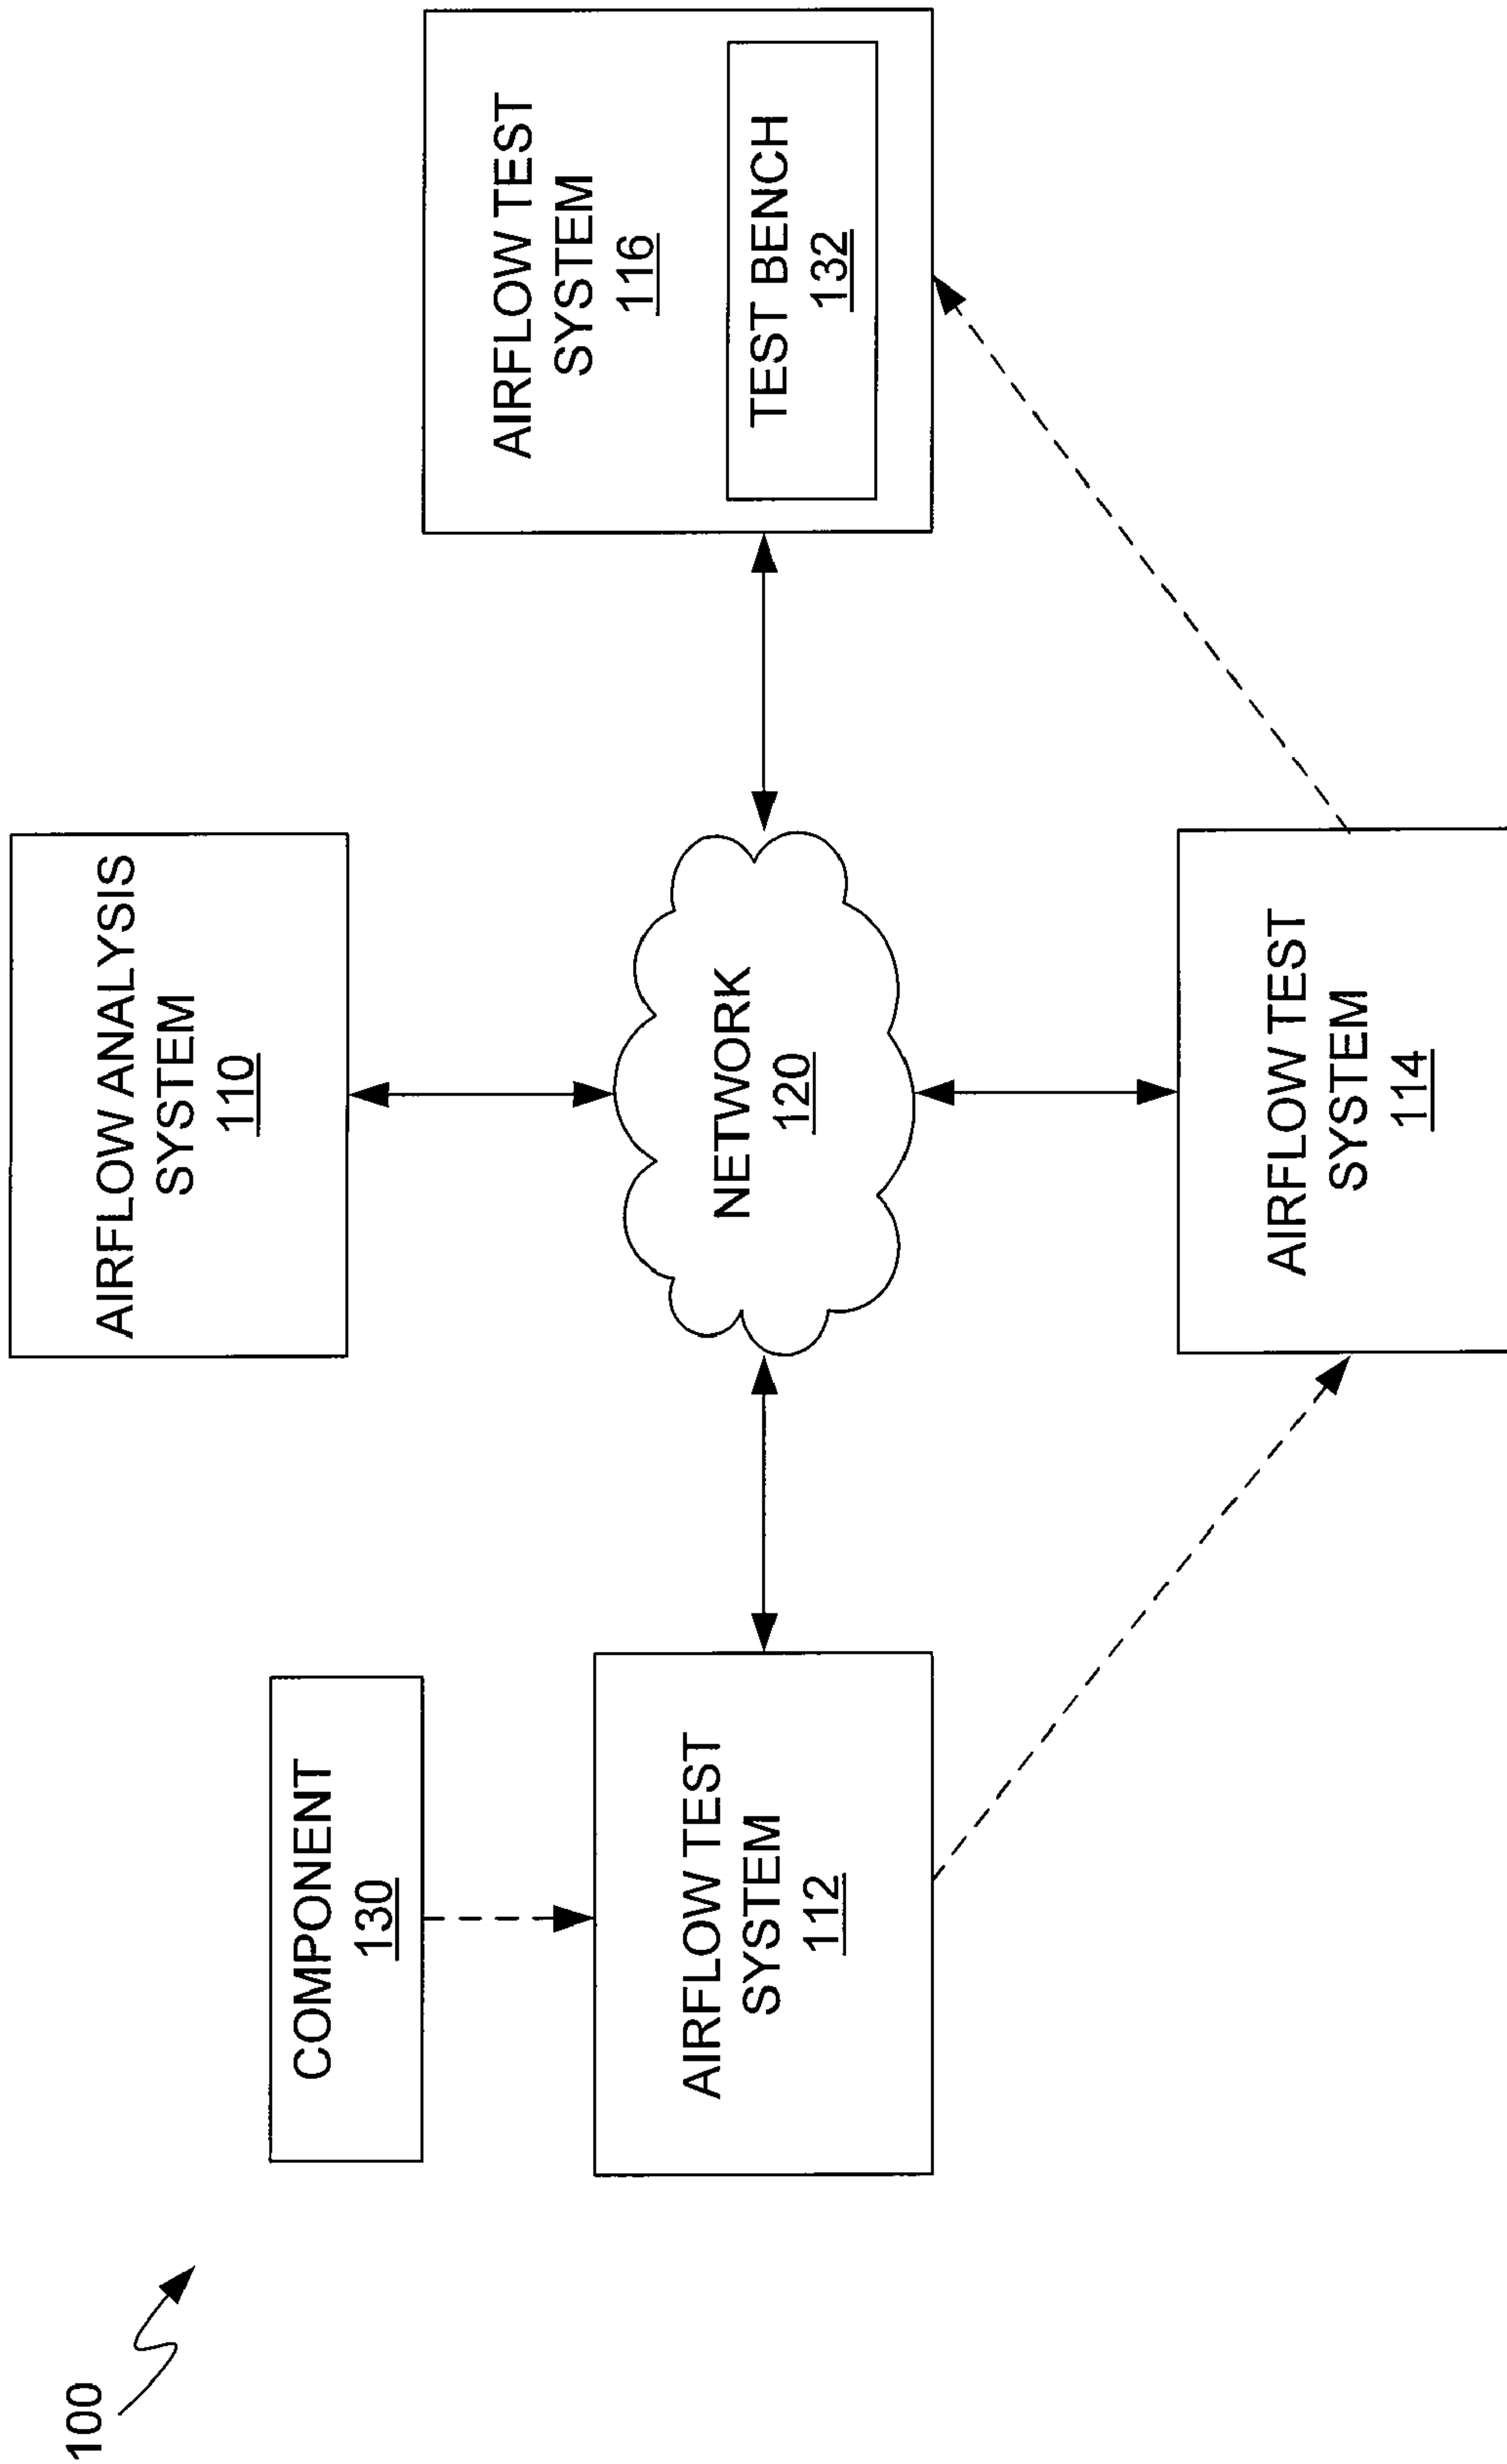 100
COMPONENT
130
AIRFLOW TEST
SYSTEM
112
AIRFLOW ANALYSIS
SYSTEM
110
NETWORK
120
AIRFLOW TEST
SYSTEM
114
AIRFLOW TEST
SYSTEM
116
TEST BENCH
132